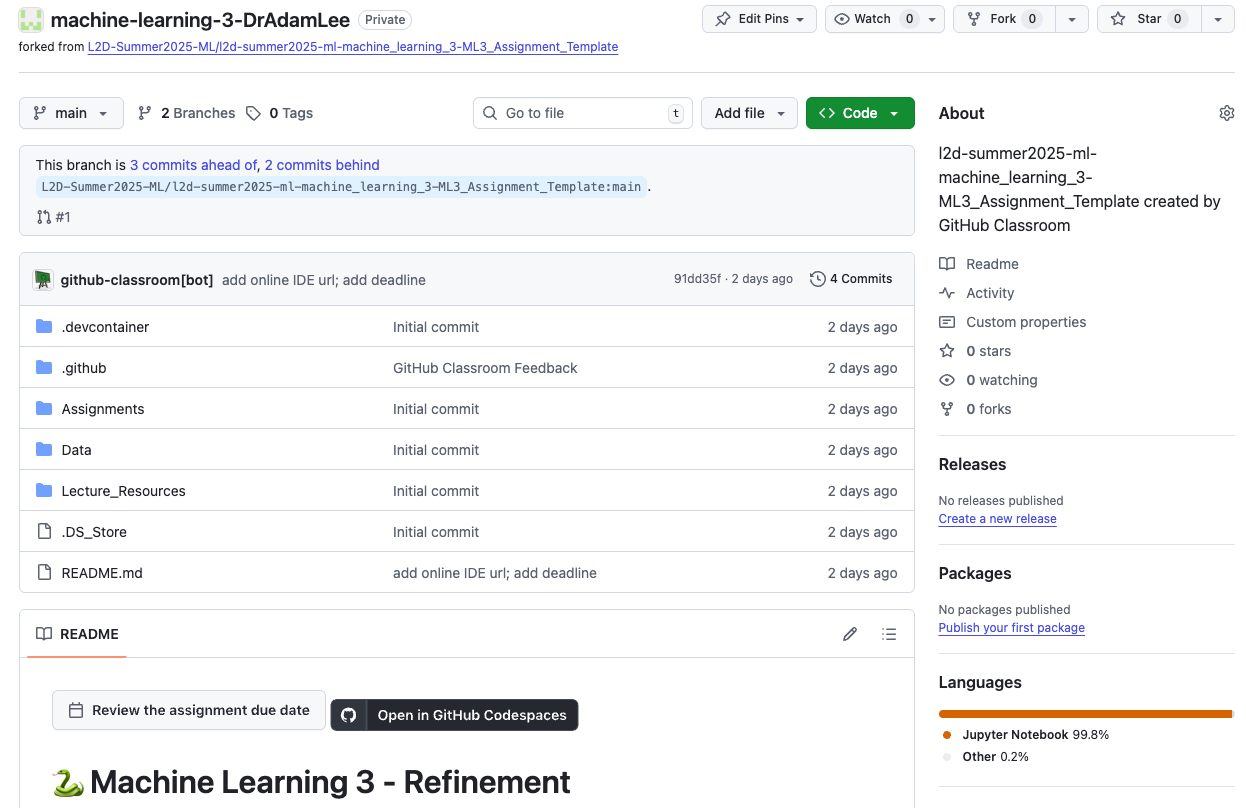 machine-learning-3-DrAdamLee Private
Edit Pins Watch 0 Fork 0 Star 0
forked from L2D-Summer2025-ML/l2d-summer2025-ml-machine_learning_3-ML3_Assignment_Template
main 2 Branches 0 Tags Go to file t Add file <> Code
This branch is 3 commits ahead of, 2 commits behind
L2D-Summer2025-ML/l2d-summer2025-ml-machine_learning_3-ML3_Assignment_Template:main .
#1
github-classroom[bot] add online IDE url; add deadline 91dd35f · 2 days ago 4 Commits
.devcontainer Initial commit 2 days ago
.github GitHub Classroom Feedback 2 days ago
Assignments Initial commit 2 days ago
Data Initial commit 2 days ago
Lecture_Resources Initial commit 2 days ago
.DS_Store Initial commit 2 days ago
README.md add online IDE url; add deadline 2 days ago
README
Review the assignment due date Open in GitHub Codespaces
Machine Learning 3 - Refinement
About
l2d-summer2025-ml-
machine_learning_3-
ML3_Assignment_Template created by
GitHub Classroom
Readme
Activity
Custom properties
0 stars
0 watching
0 forks
Releases
No releases published
Create a new release
Packages
No packages published
Publish your first package
Languages
Jupyter Notebook 99.8%
Other 0.2%